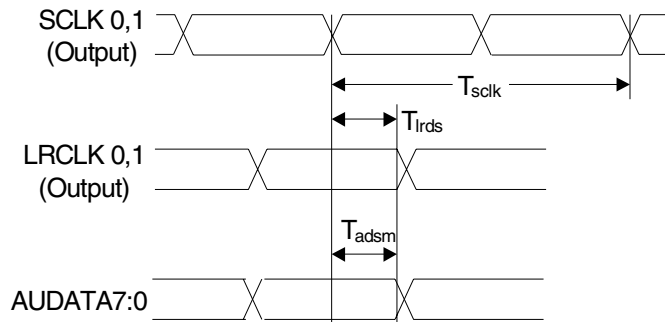 SCLK 0,1
(Output)
Tsclk
Tlrds
LRCLK 0,1
(Output)
Tadsm
AUDATA7:0